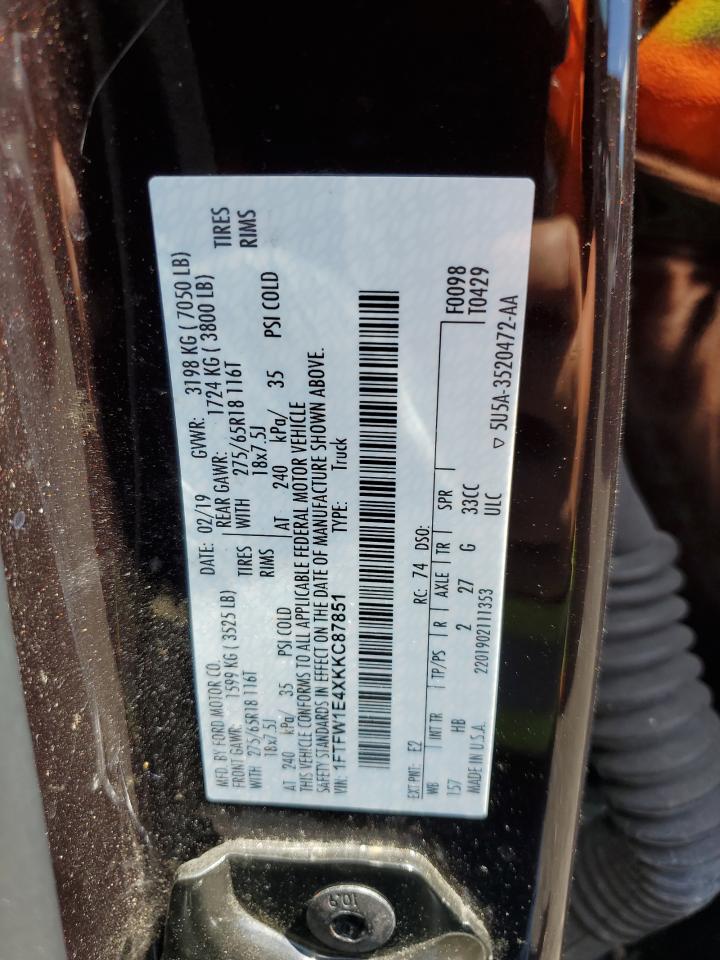 MFD. BY FORD MOTOR CO.
DATE: 02/19 GVWR: 3198 KG ( 7050 LB)
FRONT GAWR: 1599 KG ( 3525 LB) REAR GAWR: 1724 KG ( 3800 LB)
WITH 275/65R18 116T TIRES WITH 275/65R18 116T TIRES
18x7.5J RIMS 18x7.5J RIMS
AT 240 kPa/ 35 PSI COLD AT 240 kPa/ 35 PSI COLD
THIS VEHICLE CONFORMS TO ALL APPLICABLE FEDERAL MOTOR VEHICLE
SAFETY STANDARDS IN EFFECT ON THE DATE OF MANUFACTURE SHOWN ABOVE.
VIN: 1FTFW1E4XKKC87851 TYPE: Truck
EXT PNT: E2 RC: 74 DSO: F0098
WB INT TR TP/PS R AXLE TR SPR T0429
157 HB 2 27 G 33CC
ULC
MADE IN U.S.A. 2201902111353 ▽ 5U5A-3520472-AA
10.9